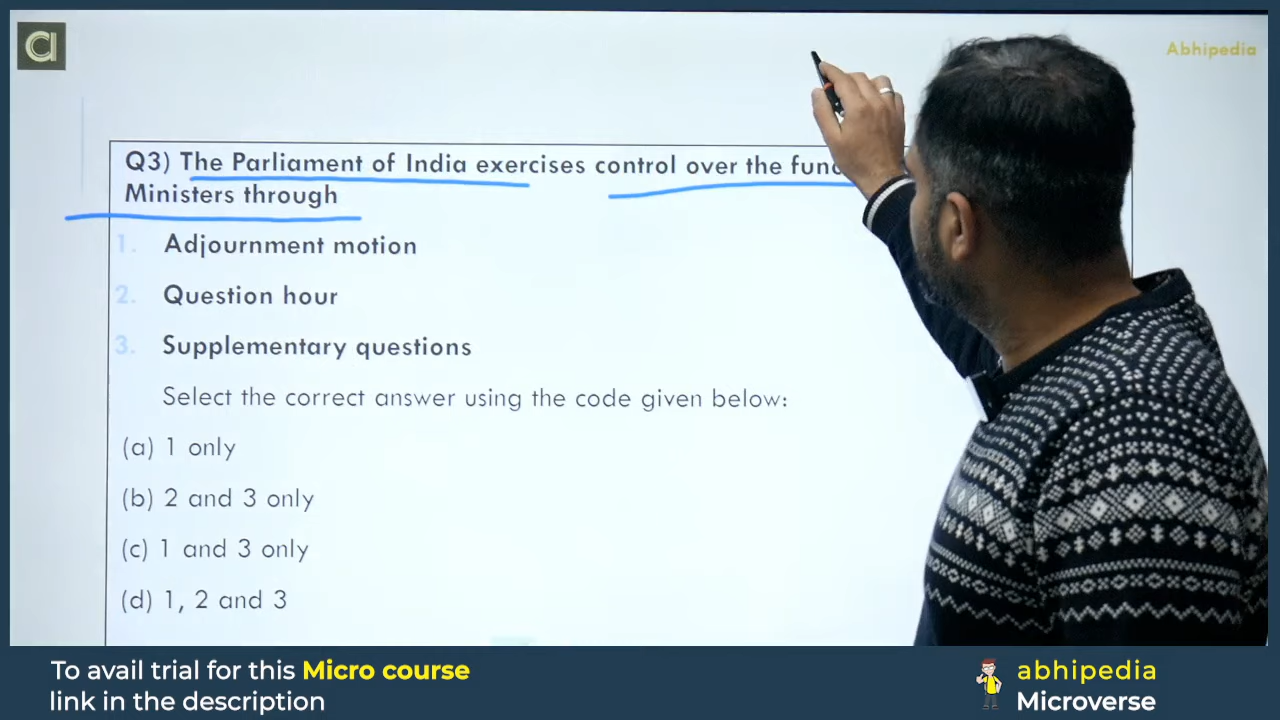 Abhipedia
Q3) The Parliament of India exercises control over the
Ministers through
1. Adjournment motion
2. Question hour
3. Supplementary questions
Select the correct answer using the code given below:
(a) 1 only
(b) 2 and 3 only
(c) 1 and 3 only
(d) 1, 2 and 3
To avail trial for this Micro course
link in the description
abhipedia
Microverse